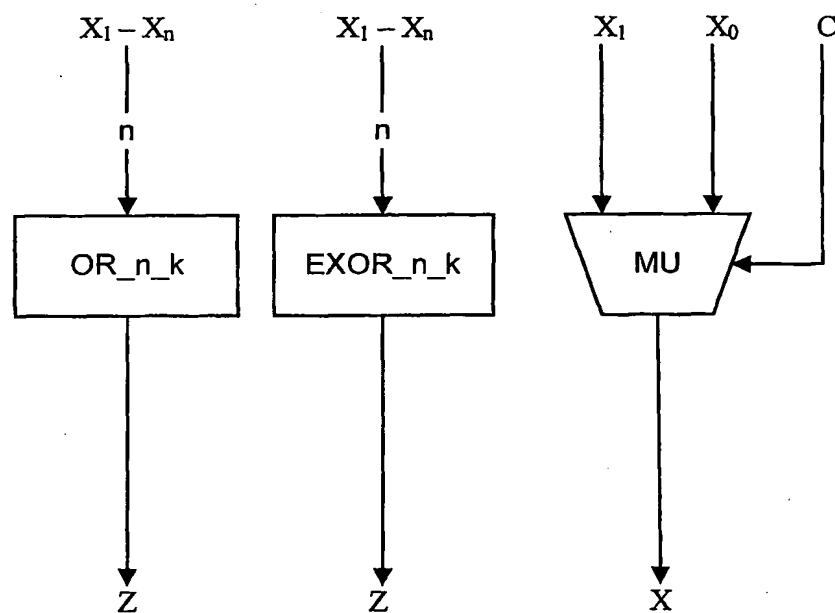 X₁ – Xₙ X₁ – Xₙ X₁ X₀ C
n n
OR_n_k EXOR_n_k MU
Z Z X